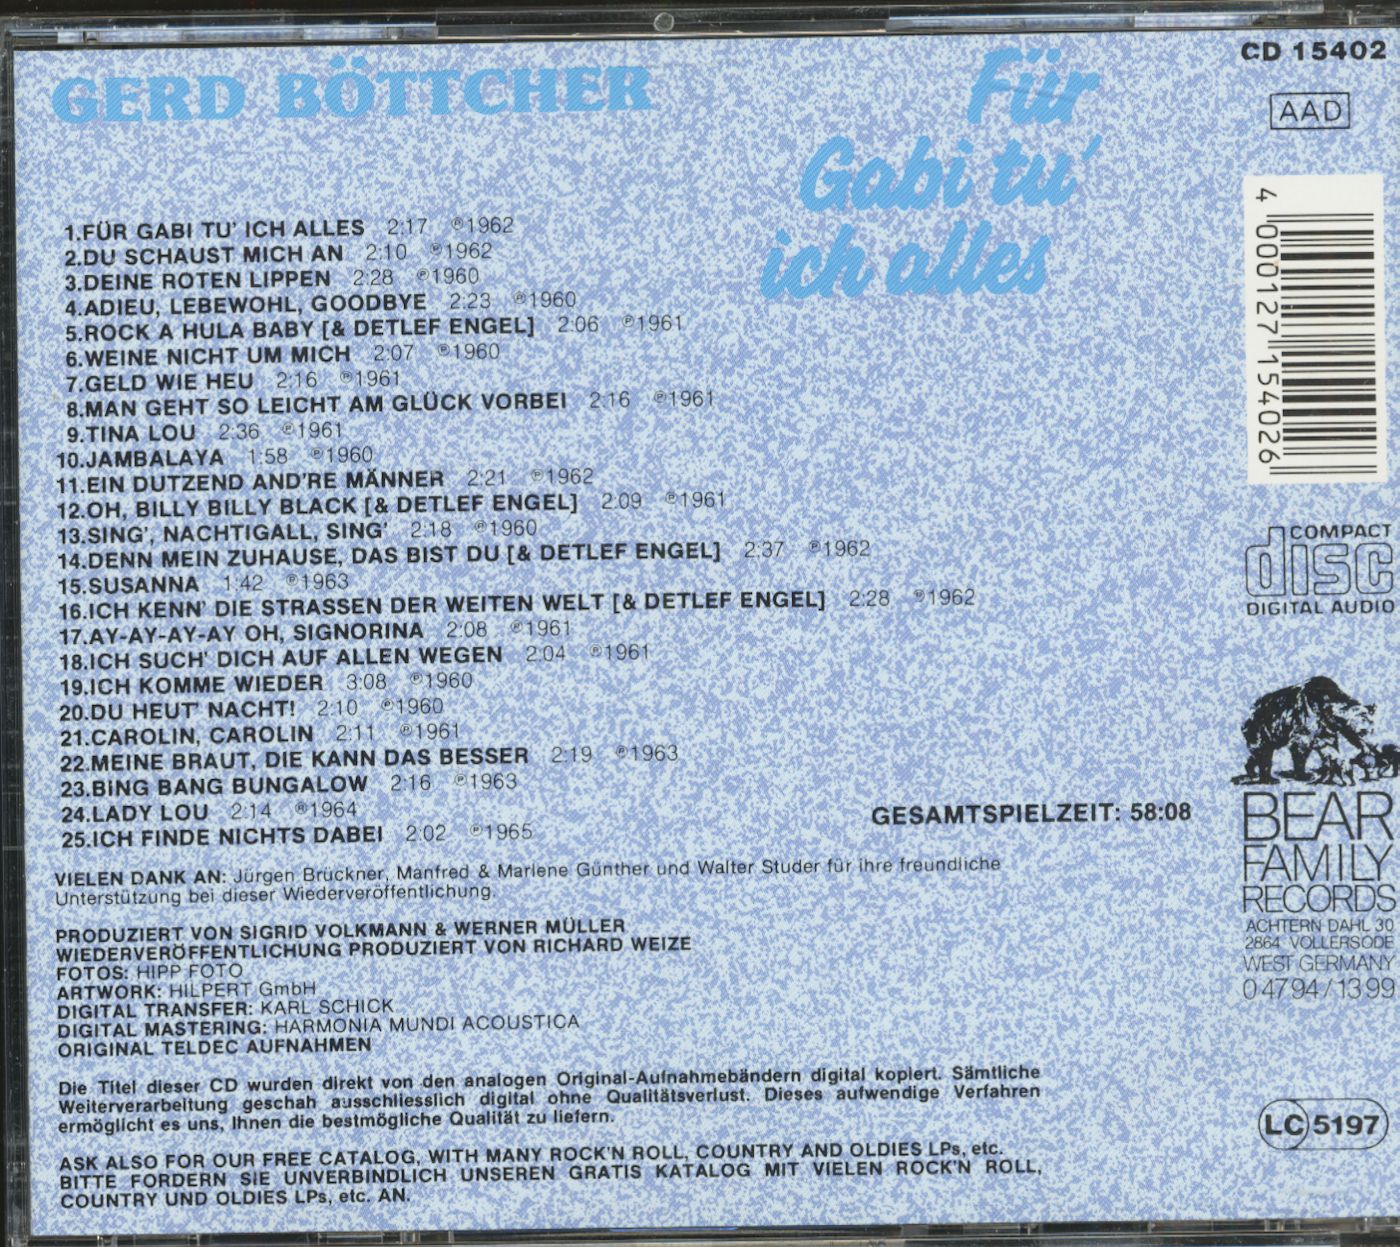 GERD BÖTTCHER
Für
Gabi tu'
ich alles
CD 15402
AAD
4 000127 154026
1.FÜR GABI TU' ICH ALLES 2:17 ℗1962
2.DU SCHAUST MICH AN 2:10 ℗1962
3.DEINE ROTEN LIPPEN 2:28 ℗1960
4.ADIEU, LEBEWOHL, GOODBYE 2:23 ℗1960
5.ROCK A HULA BABY [& DETLEF ENGEL] 2:06 ℗1961
6.WEINE NICHT UM MICH 2:07 ℗1960
7.GELD WIE HEU 2:16 ℗1961
8.MAN GEHT SO LEICHT AM GLÜCK VORBEI 2:16 ℗1961
9.TINA LOU 2:36 ℗1961
10.JAMBALAYA 1:58 ℗1960
11.EIN DUTZEND AND'RE MÄNNER 2:21 ℗1962
12.OH, BILLY BILLY BLACK [& DETLEF ENGEL] 2:09 ℗1961
13.SING', NACHTIGALL, SING' 2:18 ℗1960
14.DENN MEIN ZUHAUSE, DAS BIST DU [& DETLEF ENGEL] 2:37 ℗1962
15.SUSANNA 1:42 ℗1963
16.ICH KENN' DIE STRASSEN DER WEITEN WELT [& DETLEF ENGEL] 2:28 ℗1962
17.AY-AY-AY-AY OH, SIGNORINA 2:08 ℗1961
18.ICH SUCH' DICH AUF ALLEN WEGEN 2:04 ℗1961
19.ICH KOMME WIEDER 3:08 ℗1960
20.DU HEUT' NACHT! 2:10 ℗1960
21.CAROLIN, CAROLIN 2:11 ℗1961
22.MEINE BRAUT, DIE KANN DAS BESSER 2:19 ℗1963
23.BING BANG BUNGALOW 2:16 ℗1963
24.LADY LOU 2:14 ℗1964
25.ICH FINDE NICHTS DABEI 2:02 ℗1965
GESAMTSPIELZEIT: 58:08
VIELEN DANK AN: Jürgen Brückner, Manfred & Marlene Günther und Walter Studer für ihre freundliche
Unterstützung bei dieser Wiederveröffentlichung.
PRODUZIERT VON SIGRID VOLKMANN & WERNER MÜLLER
WIEDERVERÖFFENTLICHUNG PRODUZIERT VON RICHARD WEIZE
FOTOS: HIPP FOTO
ARTWORK: HILPERT GmbH
DIGITAL TRANSFER: KARL SCHICK
DIGITAL MASTERING: HARMONIA MUNDI ACOUSTICA
ORIGINAL TELDEC AUFNAHMEN
Die Titel dieser CD wurden direkt von den analogen Original-Aufnahmebändern digital kopiert. Sämtliche
Weiterverarbeitung geschah ausschliesslich digital ohne Qualitätsverlust. Dieses aufwendige Verfahren
ermöglicht es uns, Ihnen die bestmögliche Qualität zu liefern.
ASK ALSO FOR OUR FREE CATALOG, WITH MANY ROCK'N ROLL, COUNTRY AND OLDIES LPs, etc.
BITTE FORDERN SIE UNVERBINDLICH UNSEREN GRATIS KATALOG MIT VIELEN ROCK'N ROLL,
COUNTRY UND OLDIES LPs, etc. AN.
COMPACT
disc
DIGITAL AUDIO
BEAR
FAMILY
RECORDS
ACHTERN DAHL 30
2864 VOLLERSODE
WEST GERMANY
0 47 94 / 13 99
LC 5197